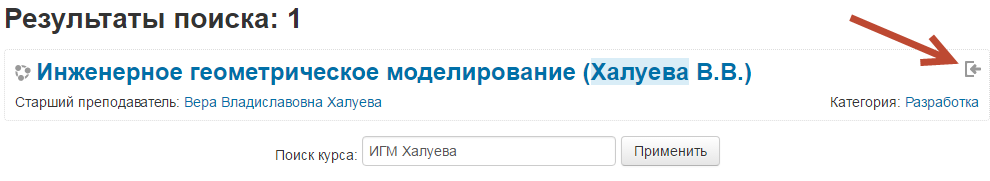 Результаты поиска: 1
Инженерное геометрическое моделирование (Халуева В.В.)
Старший преподаватель: Вера Владиславовна Халуева Категория: Разработка
Поиск курса: ИГМ Халуева Применить